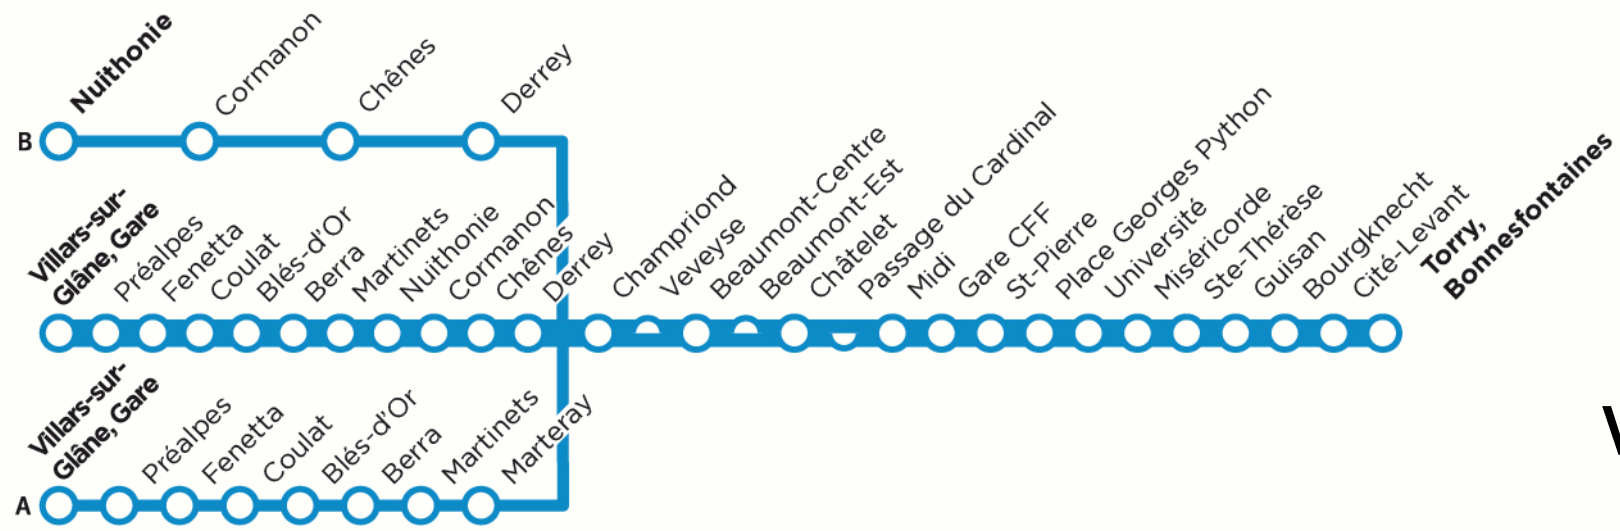 B
Nuithonie
Cormanon
Chênes
Derrey
Villars-sur-
Glâne, Gare
Préalpes
Fenetta
Coulat
Blés-d'Or
Berra
Martinets
Nuithonie
Cormanon
Chênes
Derrey
Champriond
Veveyse
Beaumont-Centre
Beaumont-Est
Châtelet
Passage du Cardinal
Midi
Gare CFF
St-Pierre
Place Georges Python
Université
Miséricorde
Ste-Thérèse
Guisan
Bourgknecht
Cité-Levant
Torry,
Bonnesfontaines
A
Villars-sur-
Glâne, Gare
Préalpes
Fenetta
Coulat
Blés-d'Or
Berra
Martinets
Marteray